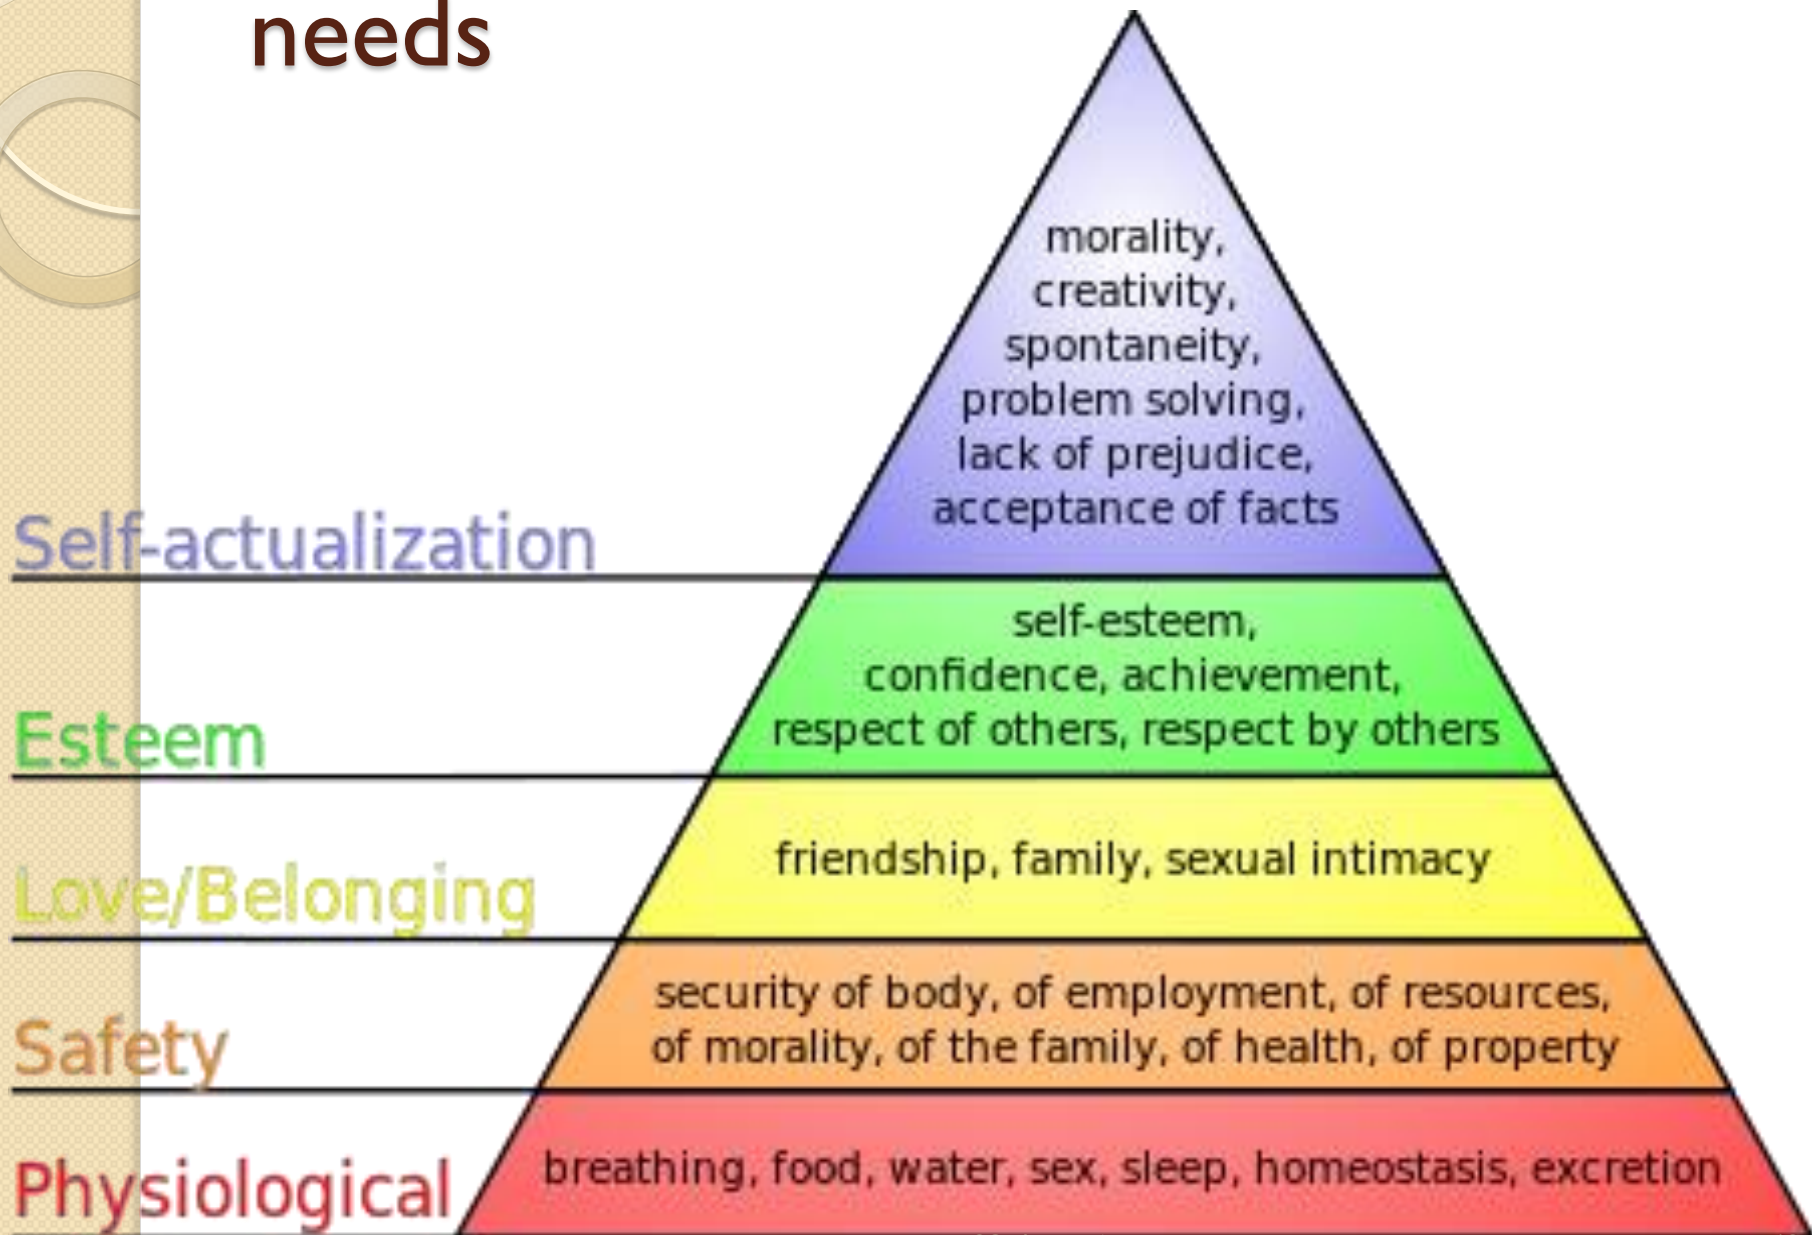 needs
morality,
creativity,
spontaneity,
problem solving,
lack of prejudice,
acceptance of facts
Self-actualization
self-esteem,
confidence, achievement,
respect of others, respect by others
Esteem
friendship, family, sexual intimacy
Love/Belonging
security of body, of employment, of resources,
of morality, of the family, of health, of property
Safety
breathing, food, water, sex, sleep, homeostasis, excretion
Physiological